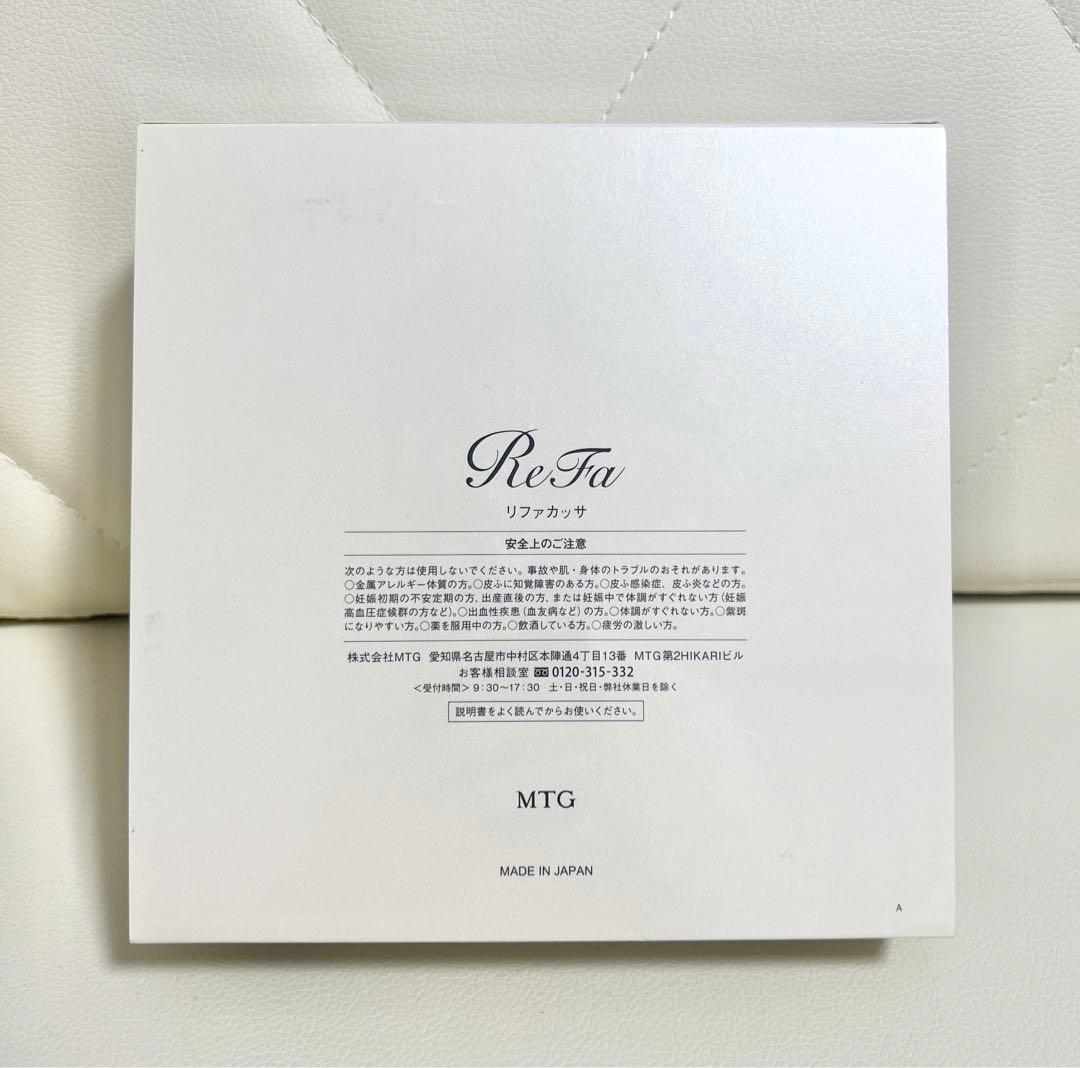 ReFa
リファカッサ
安全上のご注意
次のような方は使用しないでください。事故や肌・身体のトラブルのおそれがあります。
○金属アレルギー体質の方。○皮ふに知覚障害のある方。○皮ふ感染症、皮ふ炎などの方。
○妊娠初期の不安定期の方、出産直後の方、または妊娠中で体調がすぐれない方（妊娠
高血圧症候群の方など）。○出血性疾患（血友病など）の方。○体調がすぐれない方。○紫斑
になりやすい方。○薬を服用中の方。○飲酒している方。○疲労の激しい方。
株式会社MTG 愛知県名古屋市中村区本陣通4丁目13番 MTG第2HIKARIビル
お客様相談室 0120-315-332
＜受付時間＞9：30〜17：30 土・日・祝日・弊社休業日を除く
説明書をよく読んでからお使いください。
MTG
MADE IN JAPAN
A